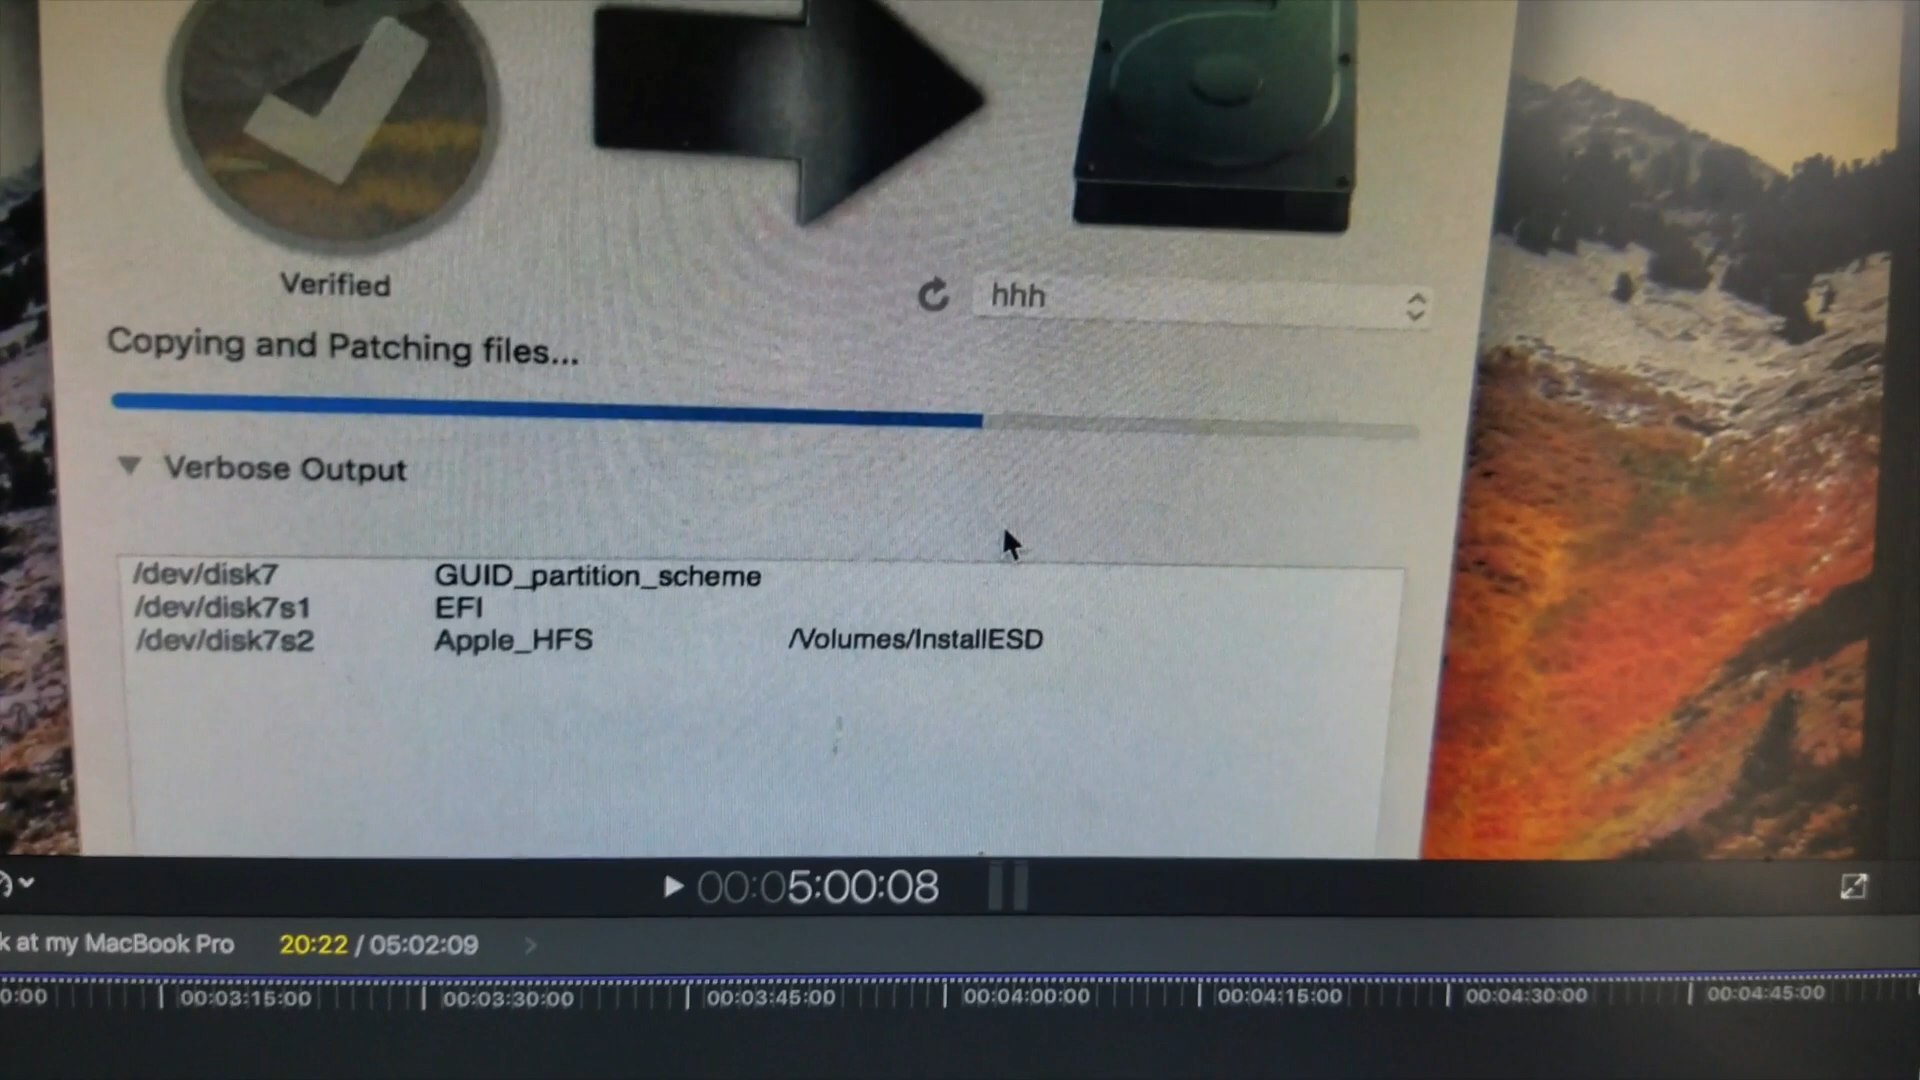 Verified
hhh
Copying and Patching files...
Verbose Output
/dev/disk7 GUID_partition_scheme
/dev/disk7s1 EFI
/dev/disk7s2 Apple_HFS /Volumes/InstallESD
00:05:00:08
k at my MacBook Pro 20:22 / 05:02:09
0:00 00:03:15:00 00:03:30:00 00:03:45:00 00:04:00:00 00:04:15:00 00:04:30:00 00:04:45:00